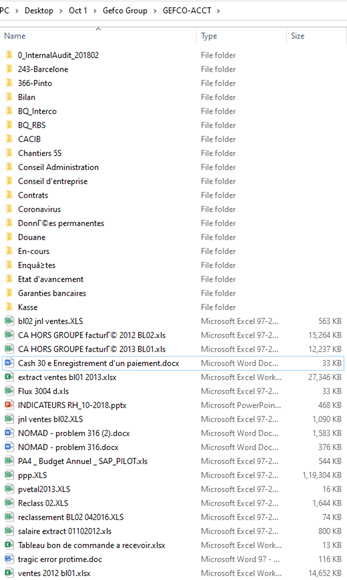 PC > Desktop > Oct 1 > Gefco Group > GEFCO-ACCT >
Name Type Size
0_InternalAudit_201802 File folder
243-Barcelone File folder
366-Pinto File folder
Bilan File folder
BQ_Interco File folder
BQ_RBS File folder
CACIB File folder
Chantiers 5S File folder
Conseil Administration File folder
Conseil d'entreprise File folder
Contrats File folder
Coronavirus File folder
DonnГ©es permanentes File folder
Douane File folder
En-cours File folder
Enquâ‡tes File folder
Etat d'avancement File folder
Garanties bancaires File folder
Kasse File folder
bl02 jnl ventes.XLS Microsoft Excel 97-2... 563 KB
CA HORS GROUPE facturГ© 2012 BL02.xls Microsoft Excel 97-2... 15,264 KB
CA HORS GROUPE facturГ© 2013 BL01.xls Microsoft Excel 97-2... 12,237 KB
Cash 30 e Enregistrement d'un paiement.docx Microsoft Word Doc... 33 KB
extract ventes bl01 2013.xlsx Microsoft Excel Work... 27,346 KB
Flux 3004 d.xls Microsoft Excel 97-2... 33 KB
INDICATEURS RH_10-2018.pptx Microsoft PowerPoin... 468 KB
jnl ventes bl02.XLS Microsoft Excel 97-2... 1,090 KB
NOMAD - problem 316 (2).docx Microsoft Word Doc... 1,583 KB
NOMAD - problem 316.docx Microsoft Word Doc... 376 KB
PA4 _ Budget Annuel _ SAP_PILOT.xls Microsoft Excel 97-2... 544 KB
ppp.XLS Microsoft Excel 97-2... 1,19,304 KB
pvetal2013.XLS Microsoft Excel 97-2... 16 KB
Reclass 02.XLS Microsoft Excel 97-2... 1,644 KB
reclassement BL02 042016.XLS Microsoft Excel 97-2... 74 KB
salaire extract 01102012.xls Microsoft Excel 97-2... 800 KB
Tableau bon de commande a recevoir.xlsx Microsoft Excel Work... 13 KB
tragic error protime.doc Microsoft Word 97 - ... 116 KB
ventes 2012 bl01.xlsx Microsoft Excel Work... 14,652 KB